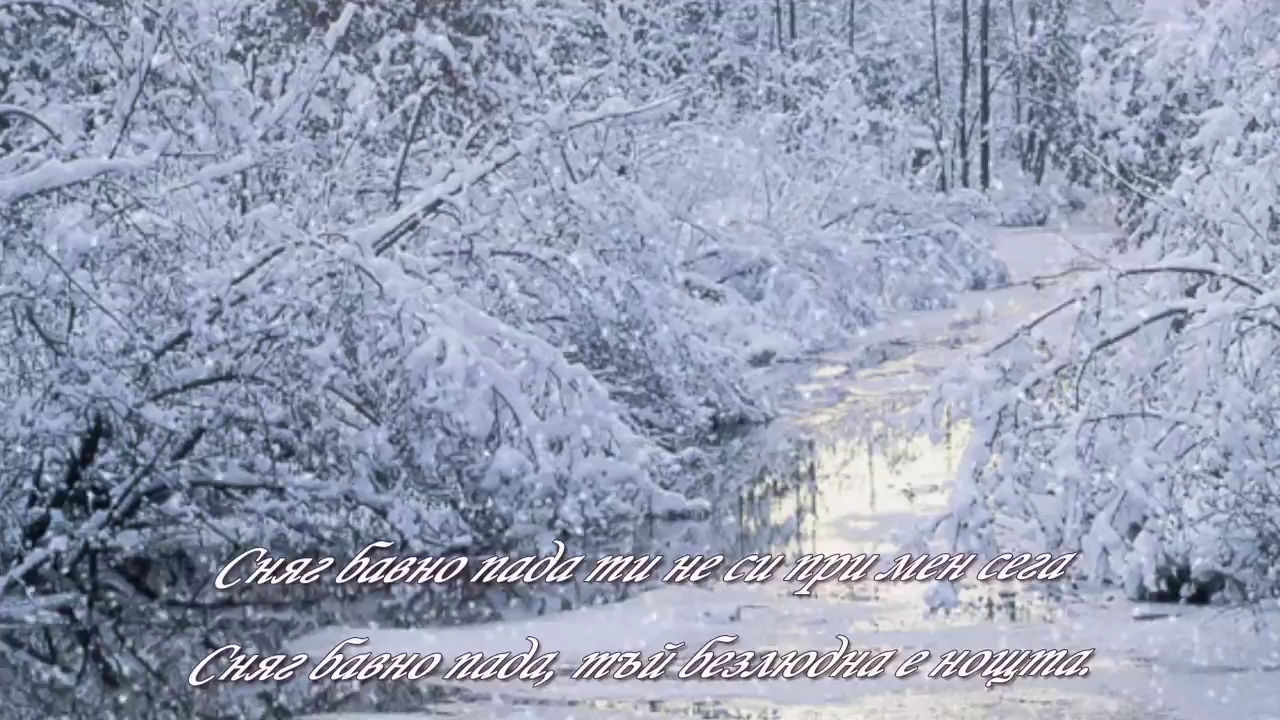 Сняг бавно пада ти не си при мен сега
Сняг бавно пада, тъй безлюдна е нощта.